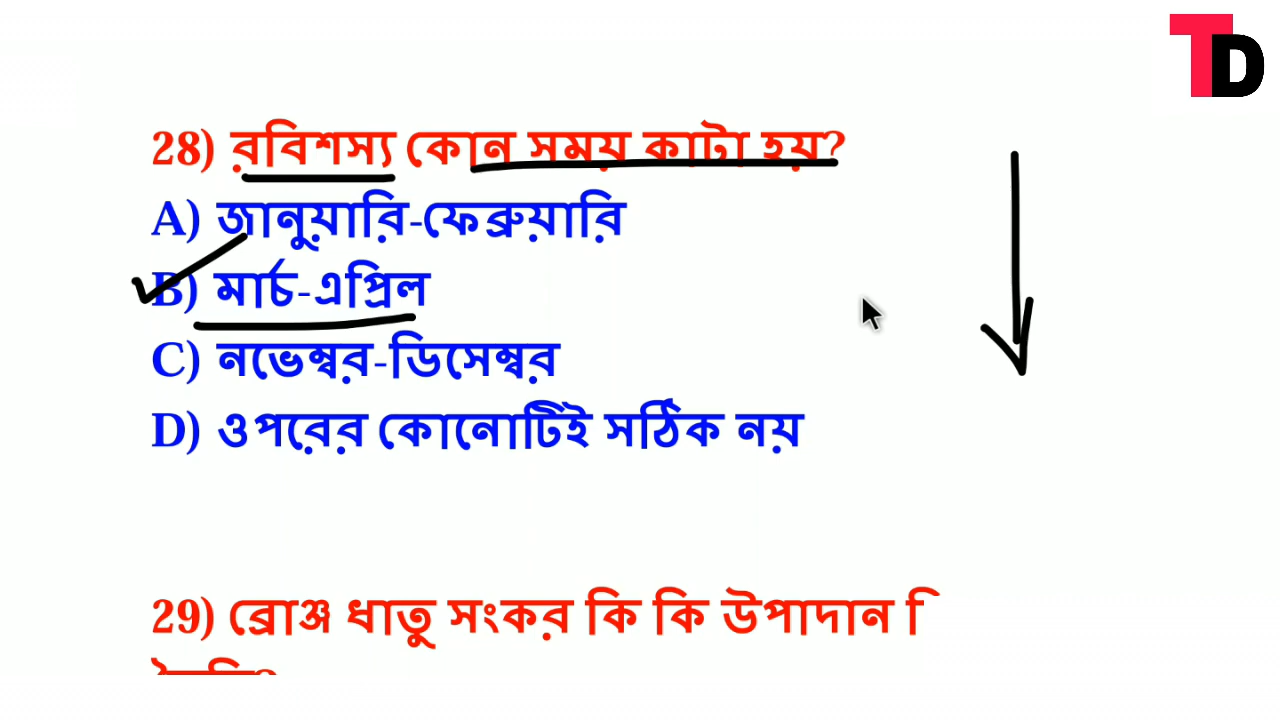 TD
28) রবিশস্য কোন সময় কাটা হয়?
A) জানুয়ারি-ফেব্রুয়ারি
B) মার্চ-এপ্রিল
C) নভেম্বর-ডিসেম্বর
D) ওপরের কোনোটিই সঠিক নয়
29) ব্রোঞ্জ ধাতু সংকর কি কি উপাদান